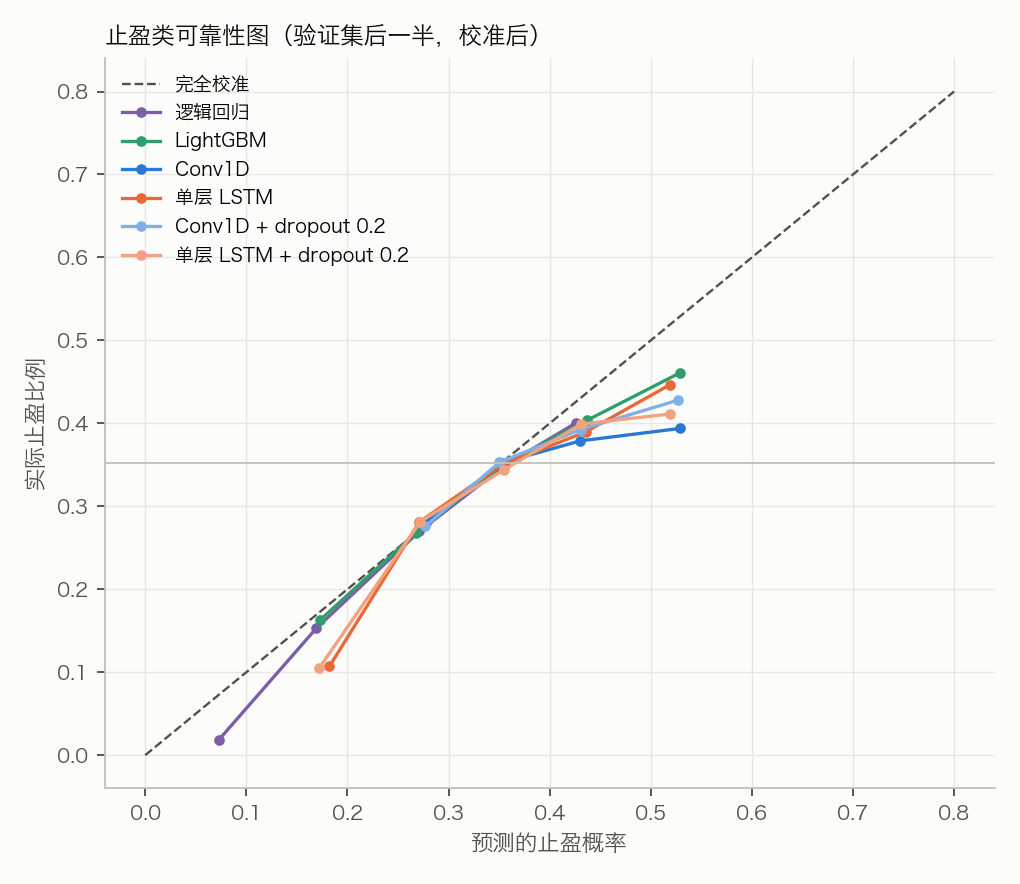 止盈类可靠性图（验证集后一半，校准后）
完全校准
逻辑回归
LightGBM
Conv1D
单层 LSTM
Conv1D + dropout 0.2
单层 LSTM + dropout 0.2
实际止盈比例
0.8
0.7
0.6
0.5
0.4
0.3
0.2
0.1
0.0
0.0 0.1 0.2 0.3 0.4 0.5 0.6 0.7 0.8
预测的止盈概率